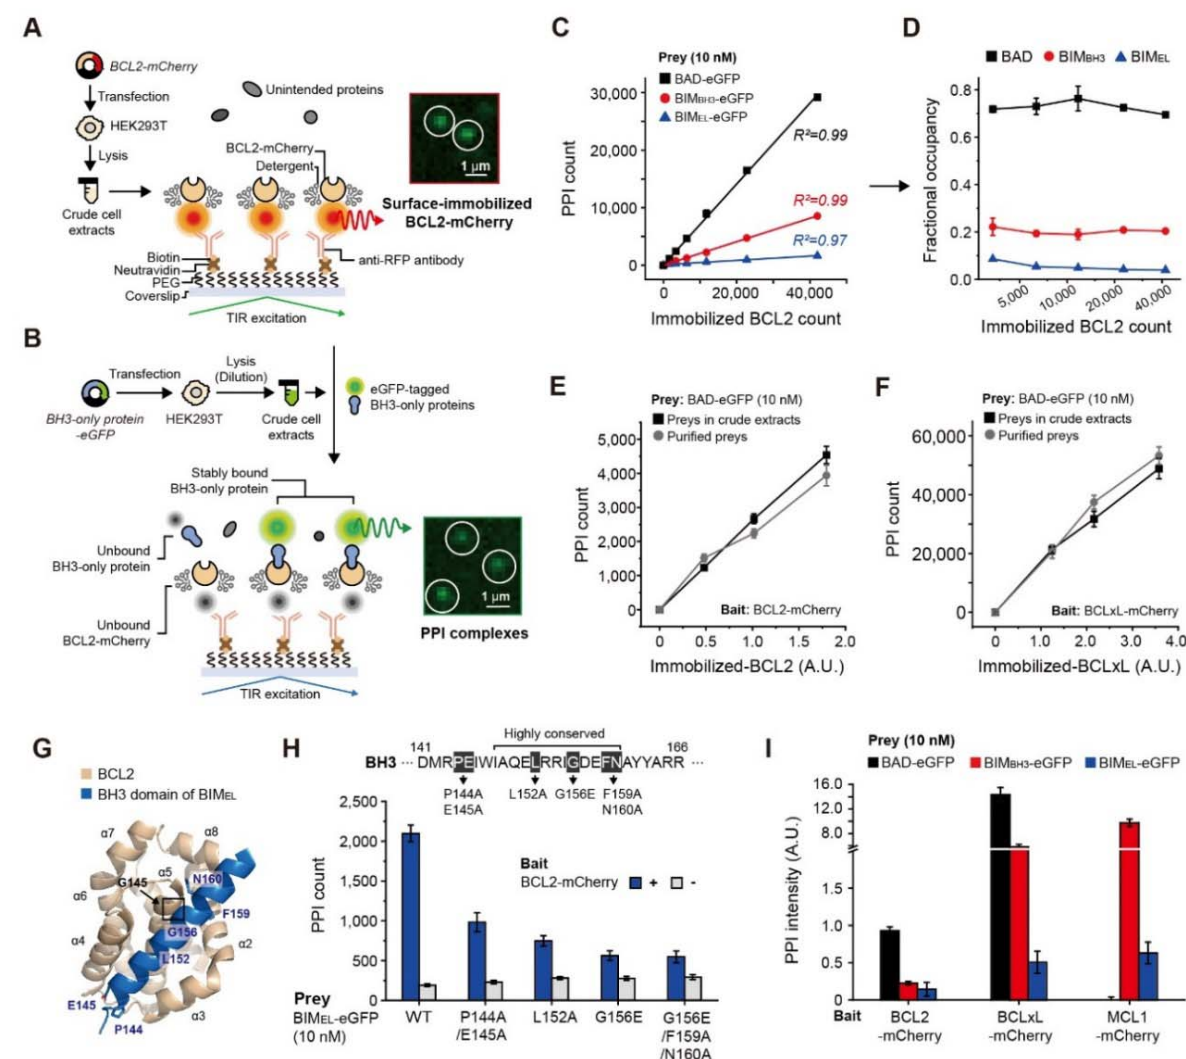 A
BCL2-mCherry
Transfection
HEK293T
Lysis
Crude cell
extracts
Unintended proteins
BCL2-mCherry
Detergent
1 μm
Surface-immobilized
BCL2-mCherry
Biotin
Neutravidin
PEG
Coverslip
anti-RFP antibody
TIR excitation
B
Transfection
Lysis
(Dilution)
BH3-only protein
-eGFP
HEK293T
Crude cell
extracts
eGFP-tagged
BH3-only proteins
Stably bound
BH3-only protein
Unbound
BH3-only protein
Unbound
BCL2-mCherry
1 μm
PPI complexes
TIR excitation
C
Prey (10 nM)
BAD-eGFP
BIMBH3-eGFP
BIMEL-eGFP
30,000
20,000
10,000
0
PPI count
R²=0.99
R²=0.99
R²=0.97
0 20,000 40,000
Immobilized BCL2 count
D
BAD BIMBH3 BIMEL
0.8
0.6
0.4
0.2
0.0
Fractional occupancy
5,000 10,000 20,000 40,000
Immobilized BCL2 count
E
Prey: BAD-eGFP (10 nM)
Preys in crude extracts
Purified preys
5,000
4,000
3,000
2,000
1,000
0
PPI count
Bait: BCL2-mCherry
0 0.5 1.0 1.5 2.0
Immobilized-BCL2 (A.U.)
F
Prey: BAD-eGFP (10 nM)
Preys in crude extracts
Purified preys
60,000
40,000
20,000
0
PPI count
Bait: BCLxL-mCherry
0 1.0 2.0 3.0 4.0
Immobilized-BCLxL (A.U.)
G
BCL2
BH3 domain of BIMEL
α7
α8
α5
G145
N160
α6
F159
G156
α4
α2
L152
E145
α3
P144
H
Highly conserved
141 166
BH3 ··· DMRPEIWIAQELRRIGDEFNAYYARR ···
P144A L152A G156E F159A
E145A N160A
2,500
2,000
1,500
1,000
500
0
PPI count
Bait
BCL2-mCherry + -
Prey
BIMEL-eGFP
(10 nM)
WT P144A L152A G156E G156E
/E145A /F159A
/N160A
I
Prey (10 nM)
BAD-eGFP BIMBH3-eGFP BIMEL-eGFP
16.0
8.0
1.5
1.0
0.5
0.0
PPI intensity (A.U.)
Bait BCL2 BCLxL MCL1
-mCherry -mCherry -mCherry